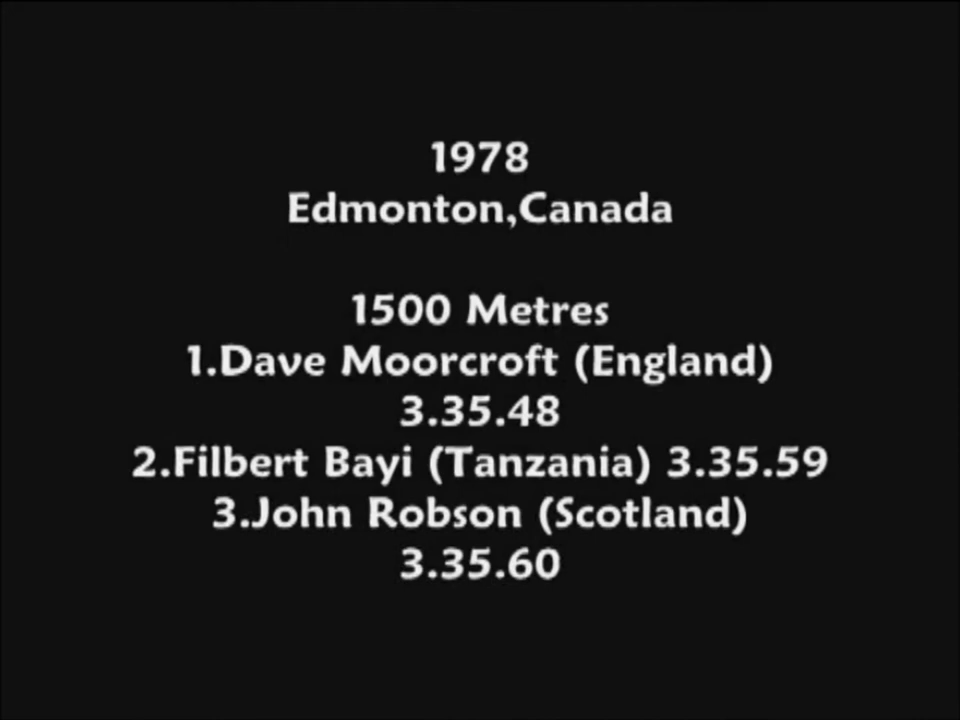 1978
Edmonton,Canada
1500 Metres
1.Dave Moorcroft (England)
3.35.48
2.Filbert Bayi (Tanzania) 3.35.59
3.John Robson (Scotland)
3.35.60